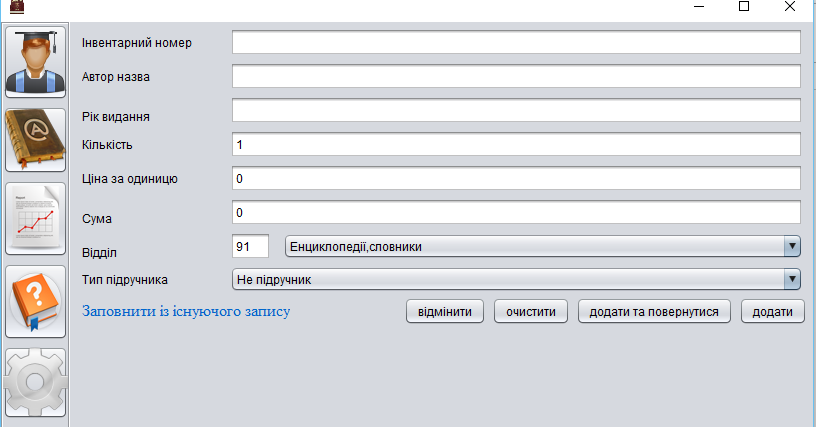 Інвентарний номер
Автор назва
Рік видання
Кількість 1
Ціна за одиницю 0
Сума 0
Відділ 91 Енциклопедії,словники
Тип підручника Не підручник
Заповнити із існуючого запису відмінити очистити додати та повернутися додати